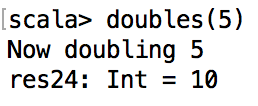 [scala> doubles(5)
Now doubling 5
res24: Int = 10